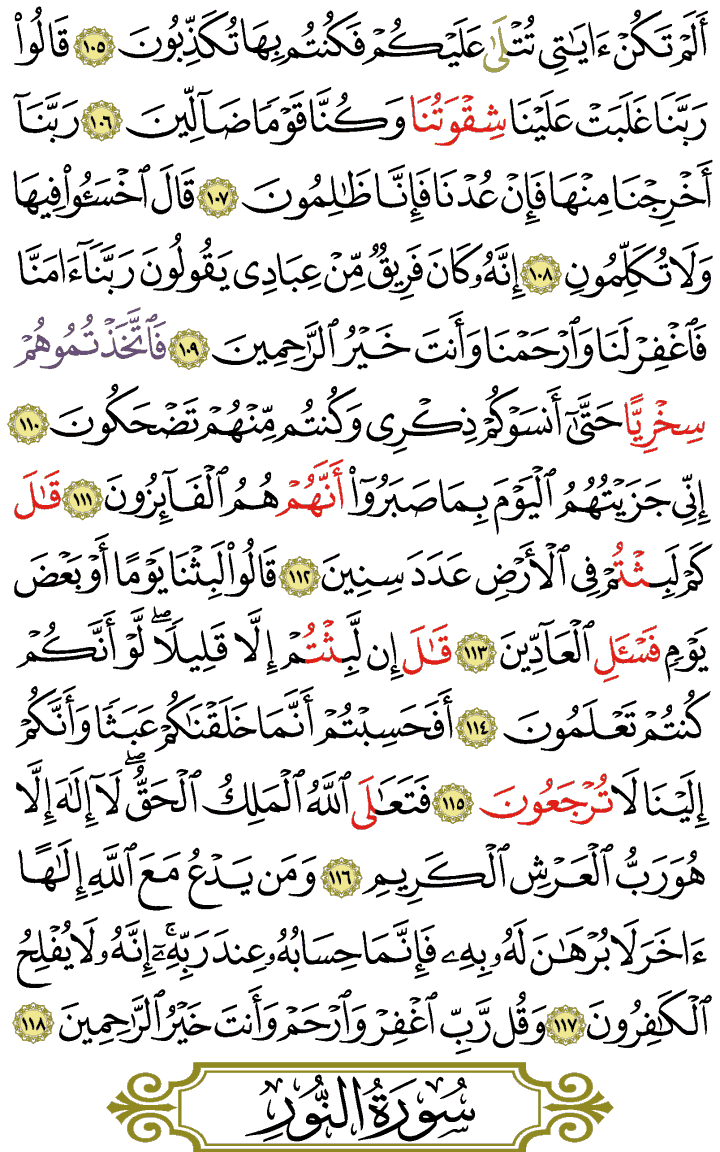 أَلَمْ تَكُنْ ءَايَٰتِى تُتْلَىٰ عَلَيْكُمْ فَكُنتُم بِهَا تُكَذِّبُونَ ١٠٥ قَالُوا۟
رَبَّنَا غَلَبَتْ عَلَيْنَا شِقْوَتُنَا وَكُنَّا قَوْمًا ضَآلِّينَ ١٠٦ رَبَّنَآ
أَخْرِجْنَا مِنْهَا فَإِنْ عُدْنَا فَإِنَّا ظَٰلِمُونَ ١٠٧ قَالَ ٱخْسَـُٔوا۟ فِيهَا
وَلَا تُكَلِّمُونِ ١٠٨ إِنَّهُۥ كَانَ فَرِيقٌ مِّنْ عِبَادِى يَقُولُونَ رَبَّنَآ ءَامَنَّا
فَٱغْفِرْ لَنَا وَٱرْحَمْنَا وَأَنتَ خَيْرُ ٱلرَّٰحِمِينَ ١٠٩ فَٱتَّخَذْتُمُوهُمْ
سِخْرِيًّا حَتَّىٰٓ أَنسَوْكُمْ ذِكْرِى وَكُنتُم مِّنْهُمْ تَضْحَكُونَ ١١٠
إِنِّى جَزَيْتُهُمُ ٱلْيَوْمَ بِمَا صَبَرُوٓا۟ أَنَّهُمْ هُمُ ٱلْفَآئِزُونَ ١١١ قَٰلَ
كَمْ لَبِثْتُمْ فِى ٱلْأَرْضِ عَدَدَ سِنِينَ ١١٢ قَالُوا۟ لَبِثْنَا يَوْمًا أَوْ بَعْضَ
يَوْمٍ فَسْـَٔلِ ٱلْعَآدِّينَ ١١٣ قَٰلَ إِن لَّبِثْتُمْ إِلَّا قَلِيلًا ۖ لَّوْ أَنَّكُمْ
كُنتُمْ تَعْلَمُونَ ١١٤ أَفَحَسِبْتُمْ أَنَّمَا خَلَقْنَٰكُمْ عَبَثًا وَأَنَّكُمْ
إِلَيْنَا لَا تُرْجَعُونَ ١١٥ فَتَعَٰلَى ٱللَّهُ ٱلْمَلِكُ ٱلْحَقُّ ۖ لَآ إِلَٰهَ إِلَّا
هُوَ رَبُّ ٱلْعَرْشِ ٱلْكَرِيمِ ١١٦ وَمَن يَدْعُ مَعَ ٱللَّهِ إِلَٰهًا
ءَاخَرَ لَا بُرْهَٰنَ لَهُۥ بِهِۦ فَإِنَّمَا حِسَابُهُۥ عِندَ رَبِّهِۦٓ ۚ إِنَّهُۥ لَا يُفْلِحُ
ٱلْكَٰفِرُونَ ١١٧ وَقُل رَّبِّ ٱغْفِرْ وَٱرْحَمْ وَأَنتَ خَيْرُ ٱلرَّٰحِمِينَ ١١٨
سُورَةُ النُّورِ